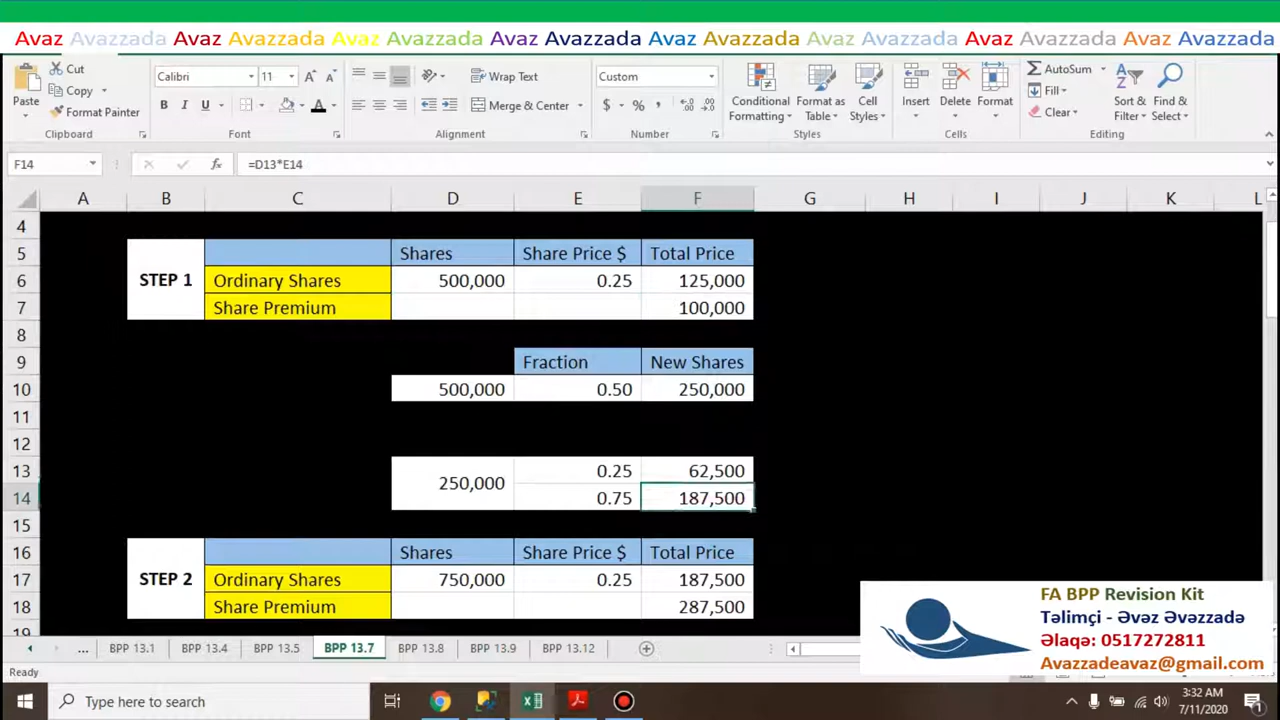 Avaz Avazzada Avaz Avazzada Avaz Avazzada Avaz Avazzada Avaz Avazzada Avaz Avazzada Avaz Avazzada Avaz Avazzada
Cut
Copy
Format Painter
Paste
Clipboard
Calibri 11
B I U
Font
Wrap Text
Merge & Center
Alignment
Custom
$ % ,
Number
Conditional Formatting
Format as Table
Cell Styles
Styles
Insert Delete Format
Cells
AutoSum
Fill
Clear
Sort & Filter
Find & Select
Editing
F14 fx =D13*E14
A B C D E F G H I J K L
4
5 Shares Share Price $ Total Price
6 STEP 1 Ordinary Shares 500,000 0.25 125,000
7 Share Premium 100,000
8
9 Fraction New Shares
10 500,000 0.50 250,000
11
12
13 250,000 0.25 62,500
14 0.75 187,500
15
16 Shares Share Price $ Total Price
17 STEP 2 Ordinary Shares 750,000 0.25 187,500
18 Share Premium 287,500
19
FA BPP Revision Kit
Təlimçi - Əvəz Əvəzzadə
Əlaqə: 0517272811
Avazzadeavaz@gmail.com
... BPP 13.1 BPP 13.4 BPP 13.5 BPP 13.7 BPP 13.8 BPP 13.9 BPP 13.12
Ready
Type here to search
3:32 AM
7/11/2020
1